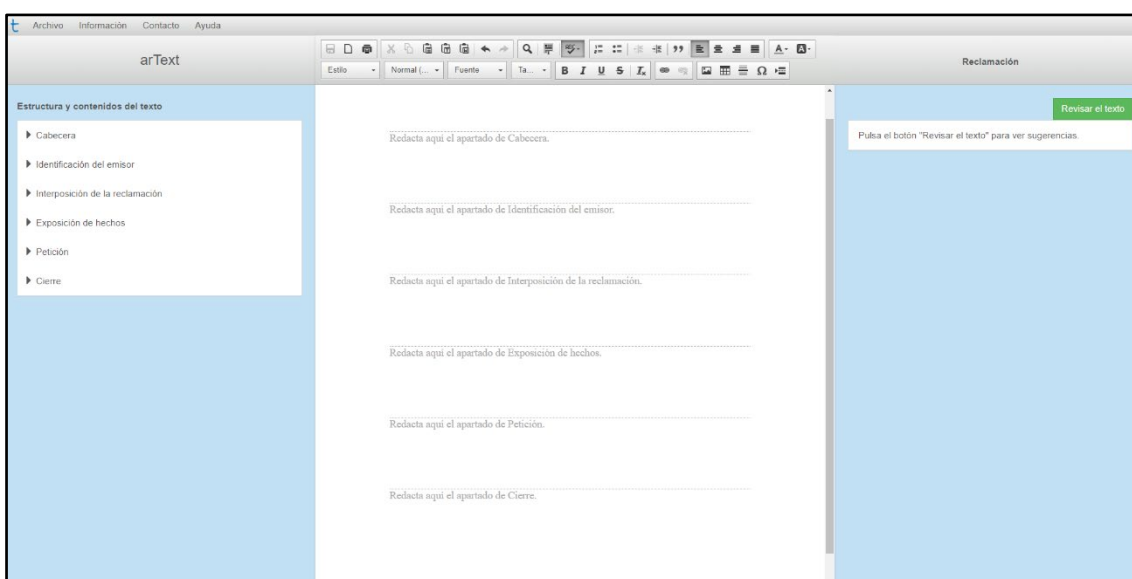 t Archivo Información Contacto Ayuda
arText
Estilo Normal (... Fuente Ta... B I U S Ix Ω A A
Reclamación
Estructura y contenidos del texto
Cabecera
Identificación del emisor
Interposición de la reclamación
Exposición de hechos
Petición
Cierre
Redacta aquí el apartado de Cabecera.
Redacta aquí el apartado de Identificación del emisor.
Redacta aquí el apartado de Interposición de la reclamación.
Redacta aquí el apartado de Exposición de hechos.
Redacta aquí el apartado de Petición.
Redacta aquí el apartado de Cierre.
Revisar el texto
Pulsa el botón "Revisar el texto" para ver sugerencias.